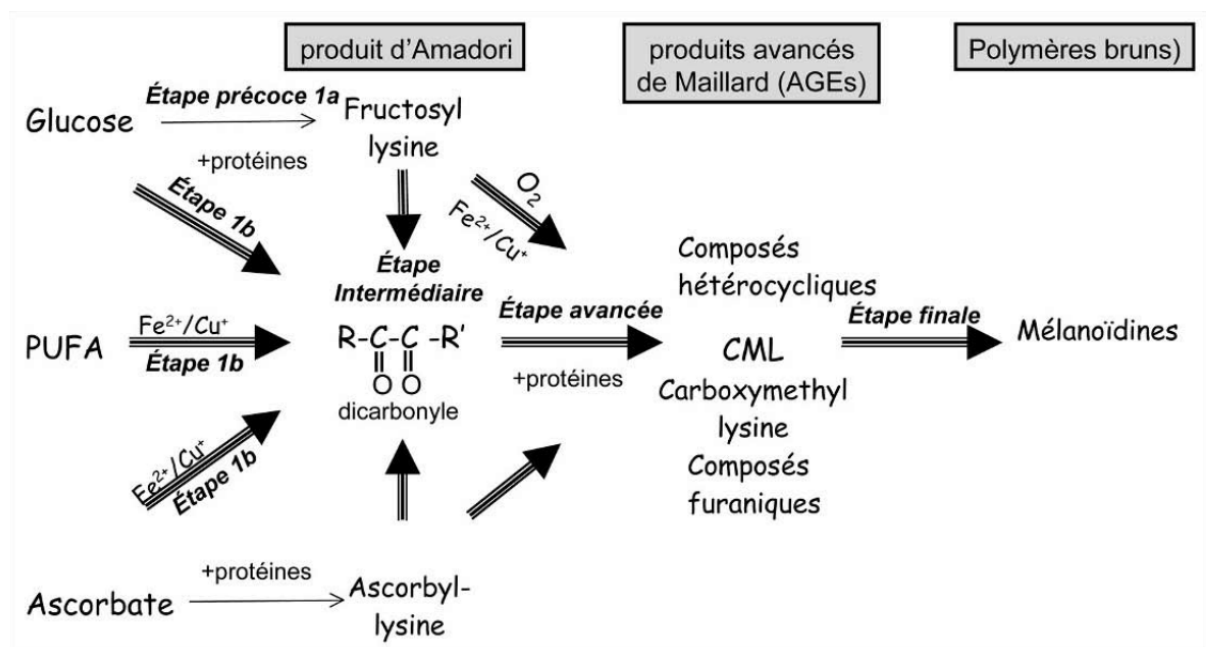 produit d'Amadori
produits avancés
de Maillard (AGEs)
Polymères bruns)
Étape précoce 1a
Glucose
Fructosyl
lysine
+protéines
Étape 1b
O₂
Fe²⁺/Cu⁺
Étape
Intermédiaire
Composés
hétérocycliques
Étape avancée
Étape finale
PUFA
Fe²⁺/Cu⁺
Étape 1b
R-C-C-R'
O O
dicarbonyle
+protéines
CML
Carboxymethyl
lysine
Composés
furaniques
Mélanoïdines
Fe²⁺/Cu⁺
Étape 1b
Ascorbate
+protéines
Ascorbyl-
lysine